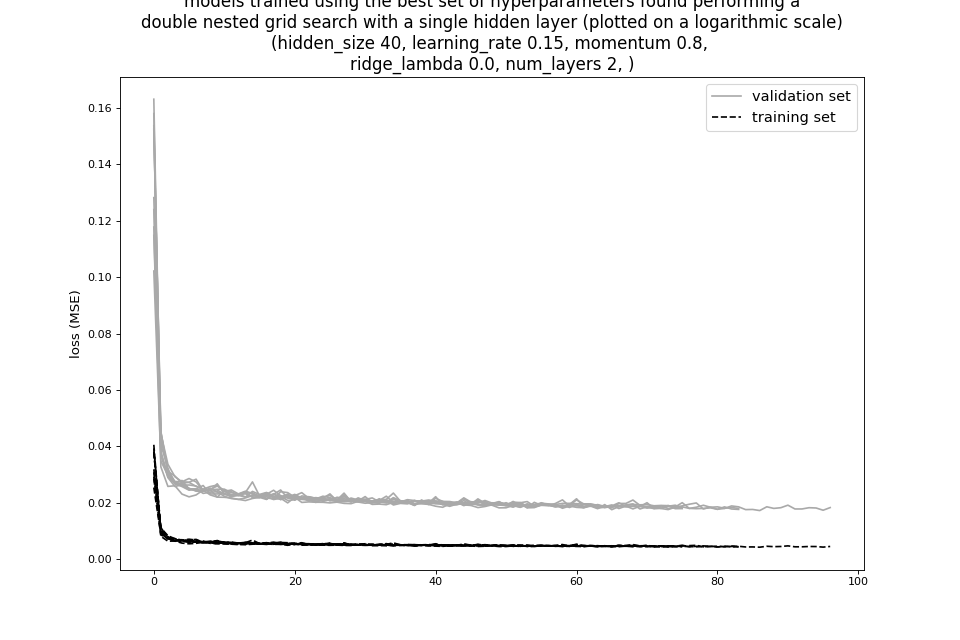 models trained using the best set of hyperparameters found performing a
double nested grid search with a single hidden layer (plotted on a logarithmic scale)
(hidden_size 40, learning_rate 0.15, momentum 0.8,
ridge_lambda 0.0, num_layers 2, )
validation set
training set
0.16
0.14
0.12
0.10
0.08
0.06
0.04
0.02
0.00
loss (MSE)
0
20
40
60
80
100